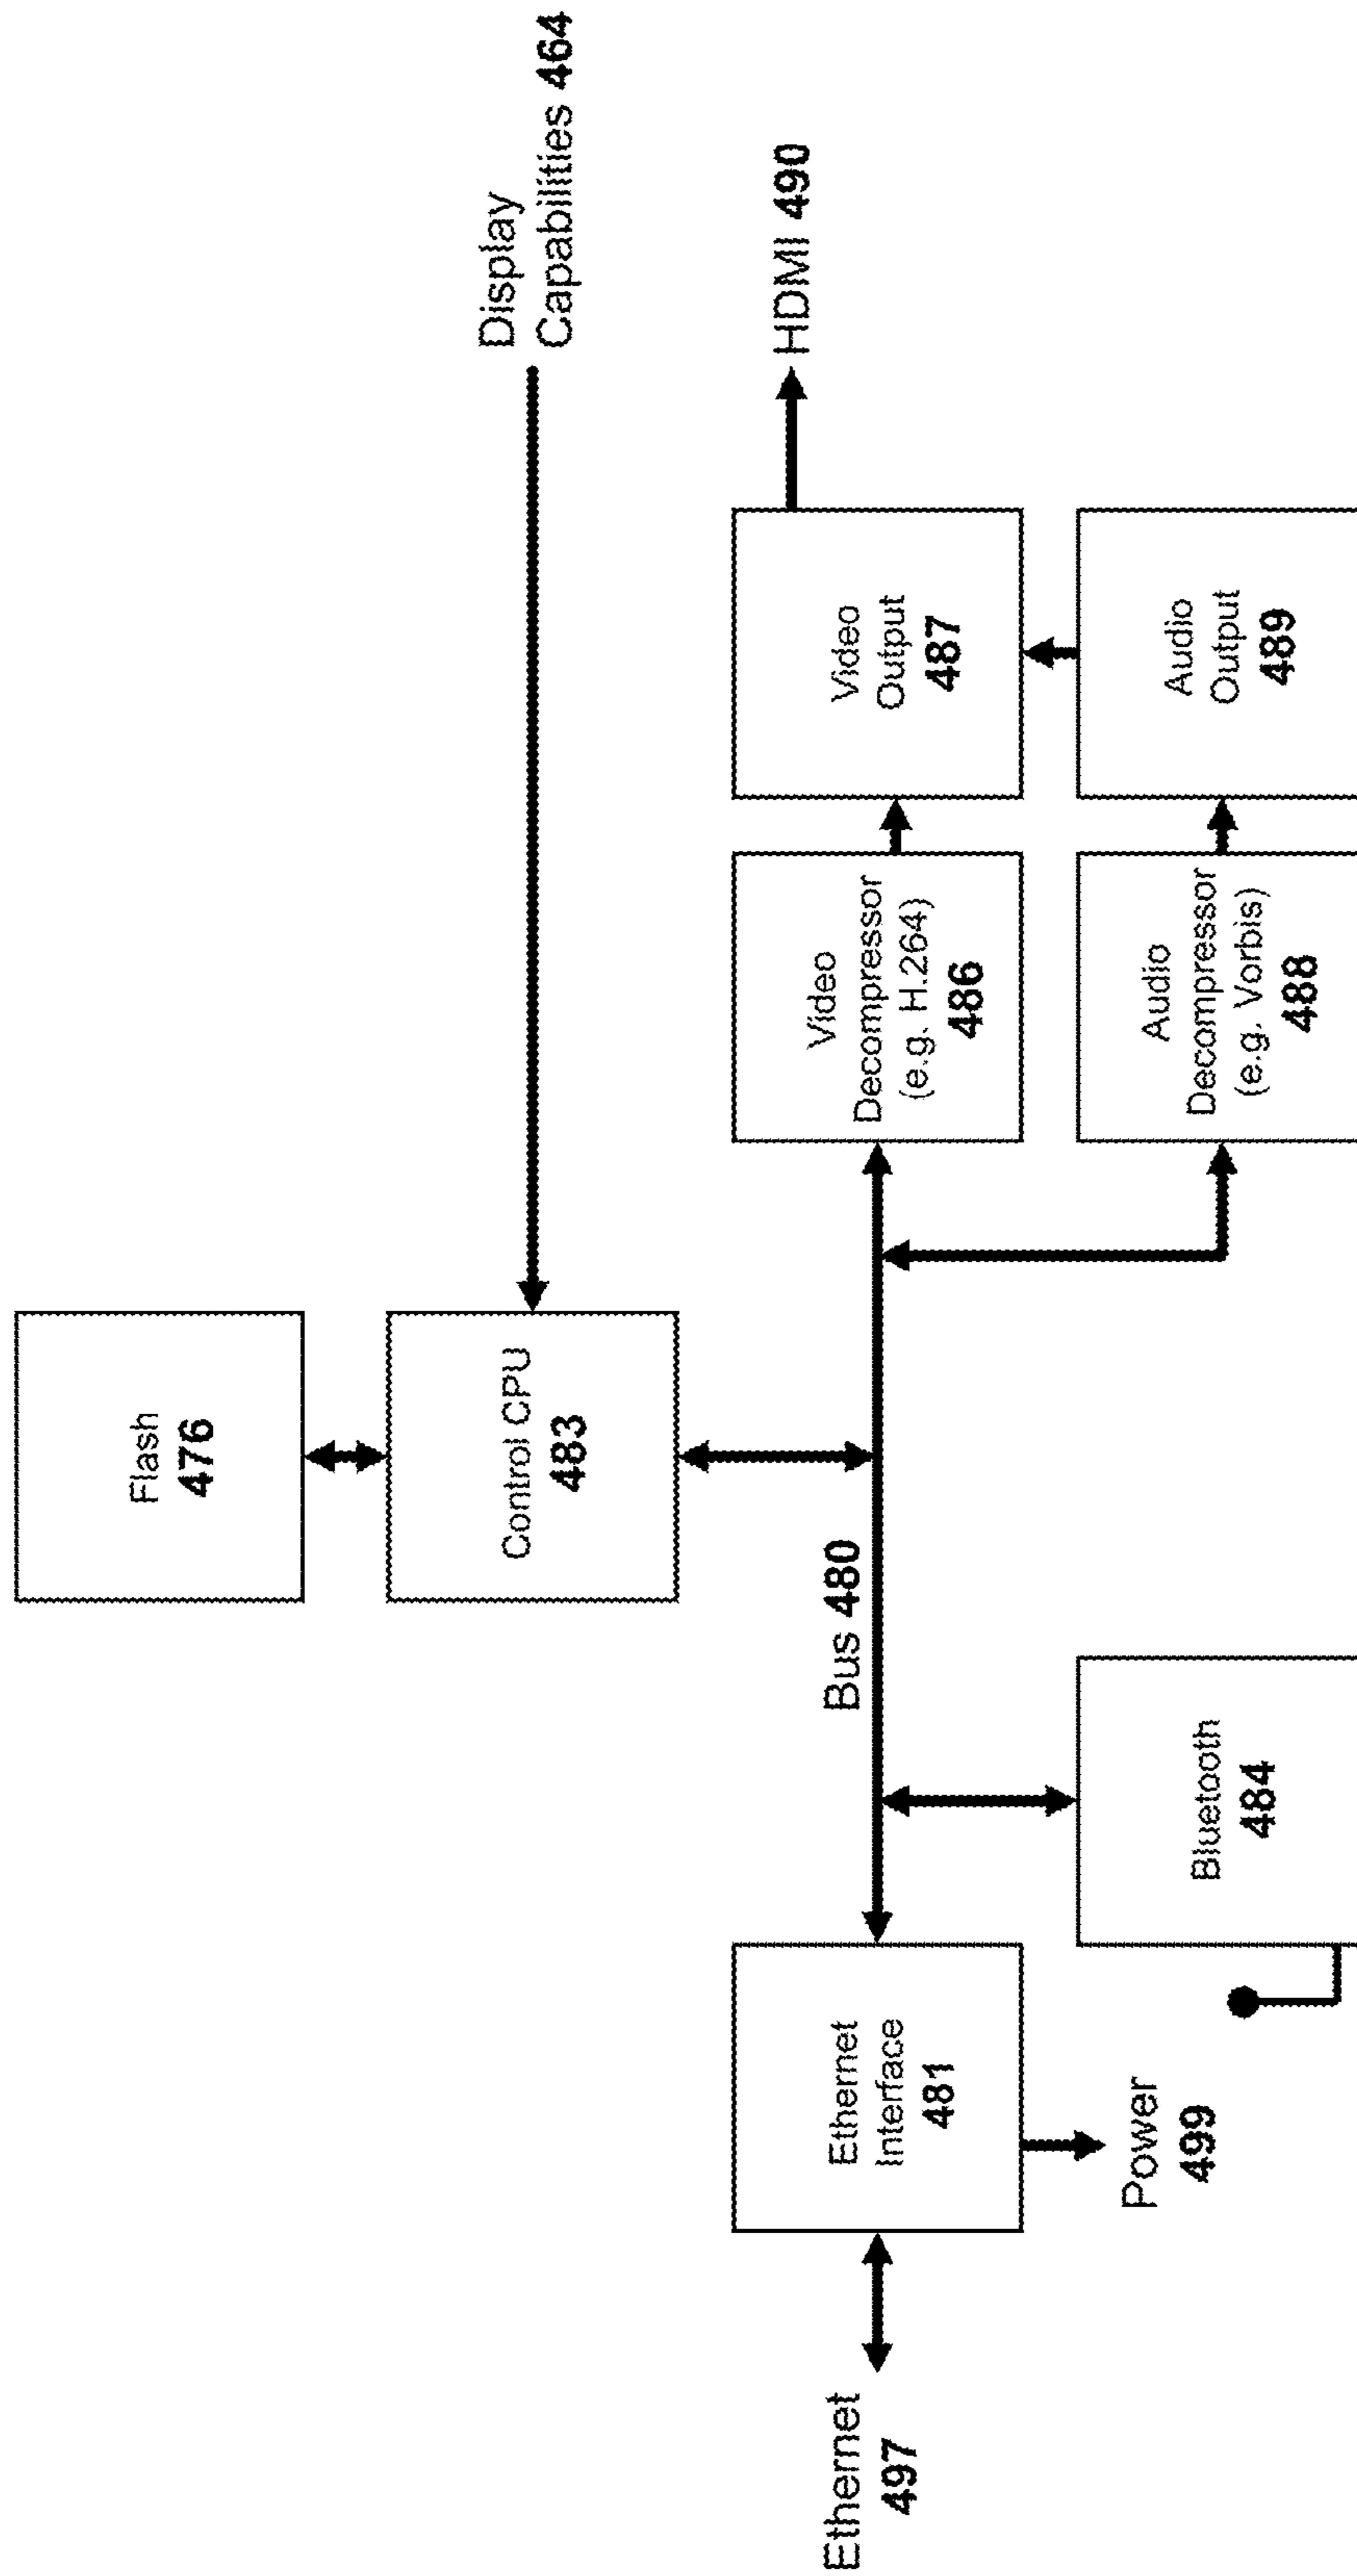 Flash
476
Display
Capabilities 464
Control CPU
483
HDMI 490
Bus 480
Ethernet
497
Ethernet
Interface
481
Video
Decompressor
(e.g. H.264)
486
Video
Output
487
Power
499
Bluetooth
484
Audio
Decompressor
(e.g. Vorbis)
488
Audio
Output
489